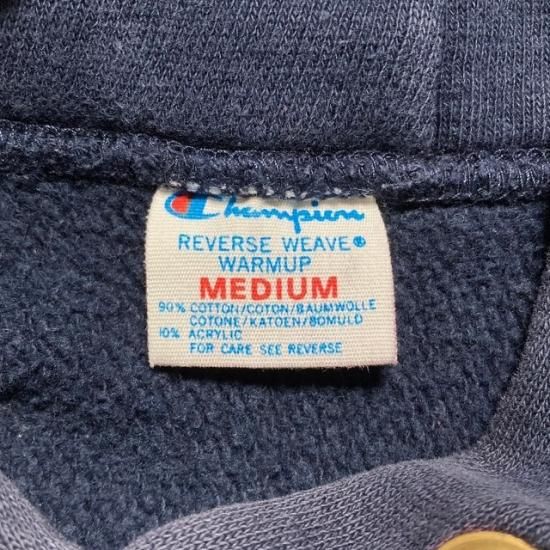 Champion
REVERSE WEAVE®
WARMUP
MEDIUM
90% COTTON/COTON/BAUMWOLLE
COTONE/KATOEN/BOMULD
10% ACRYLIC
FOR CARE SEE REVERSE